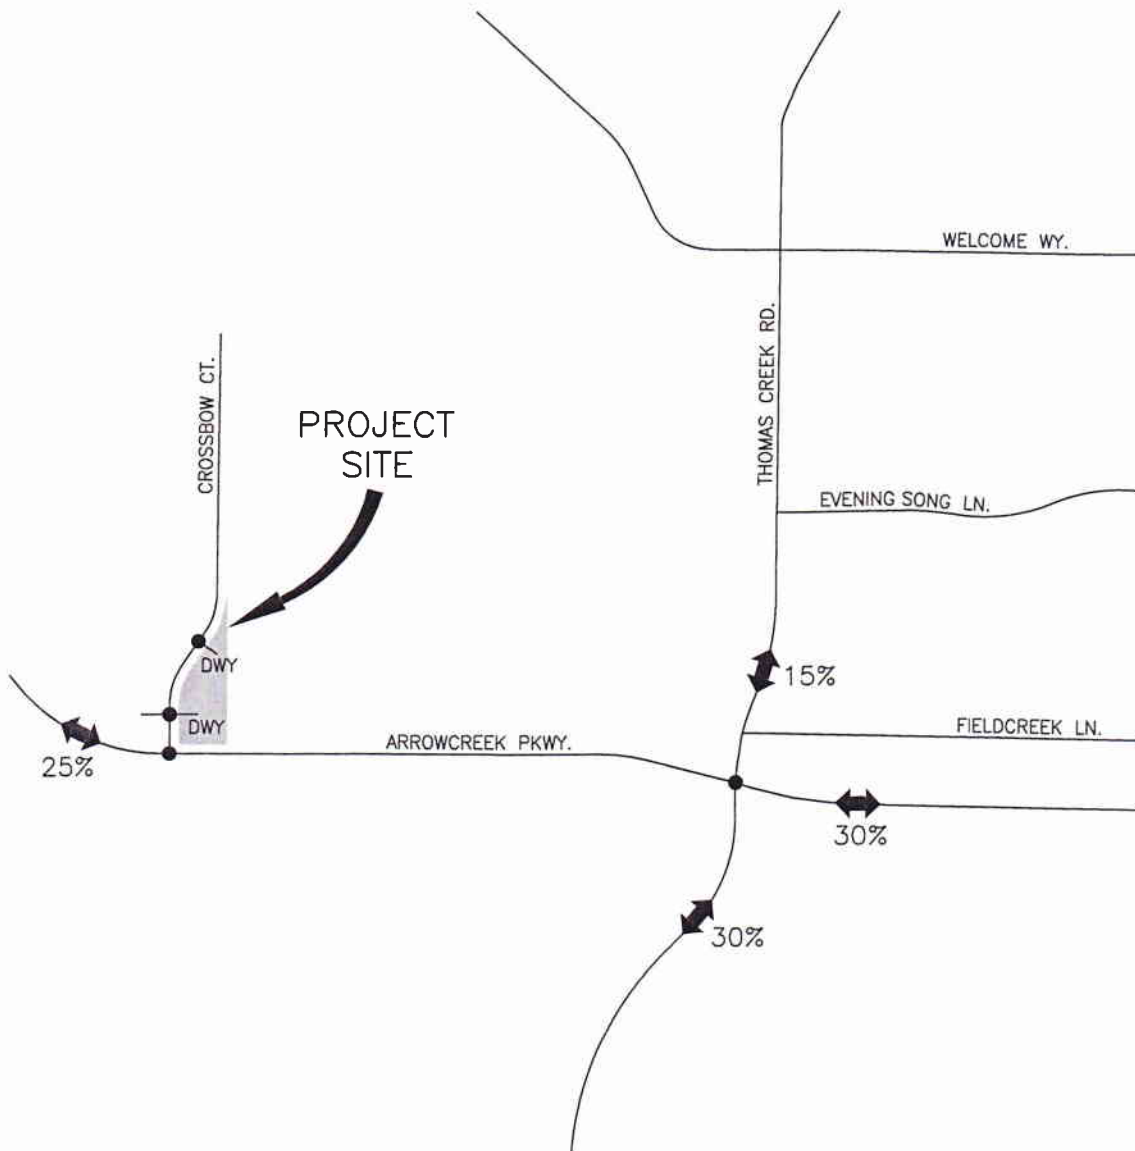 WELCOME WY.
THOMAS CREEK RD.
CROSSBOW CT.
PROJECT
SITE
EVENING SONG LN.
DWY
15%
DWY
FIELDCREEK LN.
ARROWCREEK PKWY.
25%
30%
30%